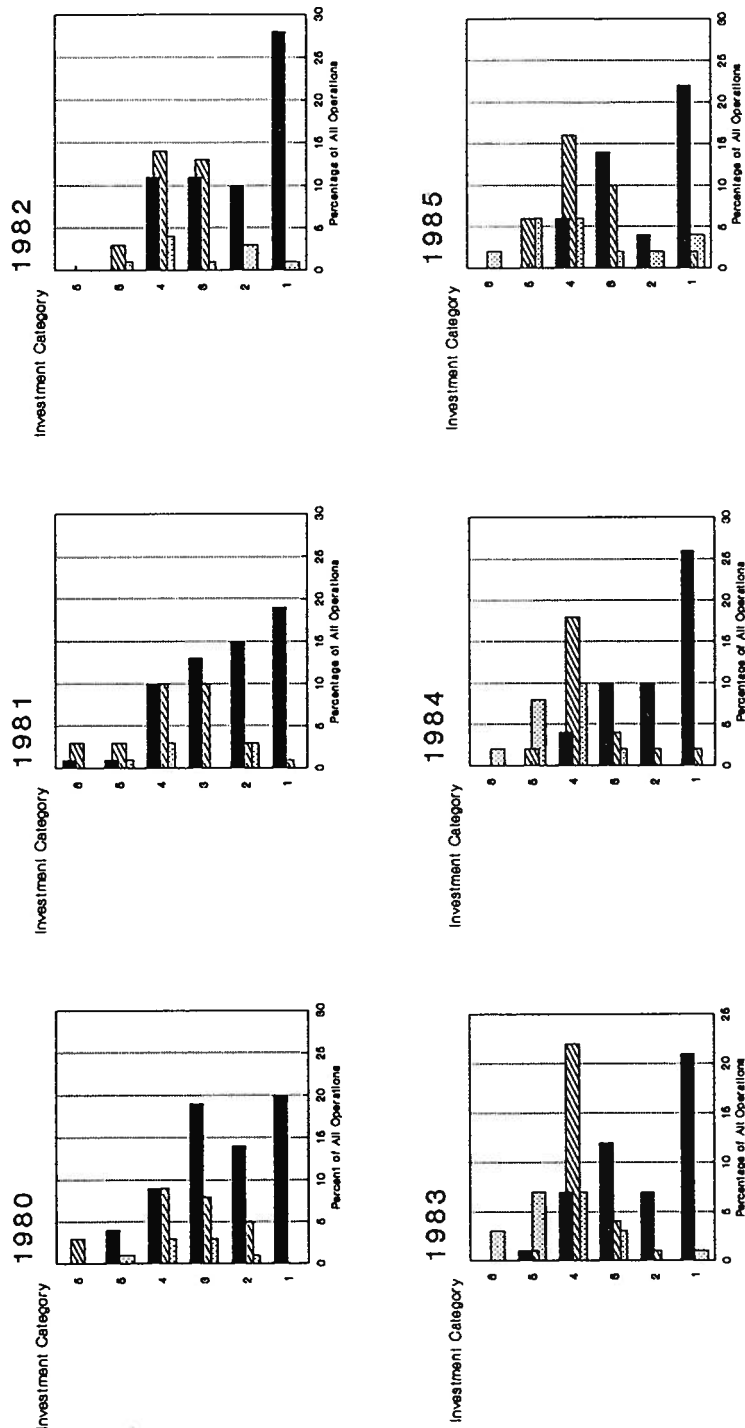 1980
Investment Category
6
5
4
3
2
1
0 5 10 15 20 25 30
Percent of All Operations
1981
Investment Category
6
5
4
3
2
1
0 5 10 15 20 25 30
Percentage of All Operations
1982
Investment Category
6
5
4
3
2
1
0 5 10 15 20 25 30
Percentage of All Operations
1983
Investment Category
6
5
4
3
2
1
0 5 10 15 20 25
Percentage of All Operations
1984
Investment Category
6
5
4
3
2
1
0 5 10 15 20 25 30
Percentage of All Operations
1985
Investment Category
6
5
4
3
2
1
0 5 10 15 20 25 30
Percentage of All Operations